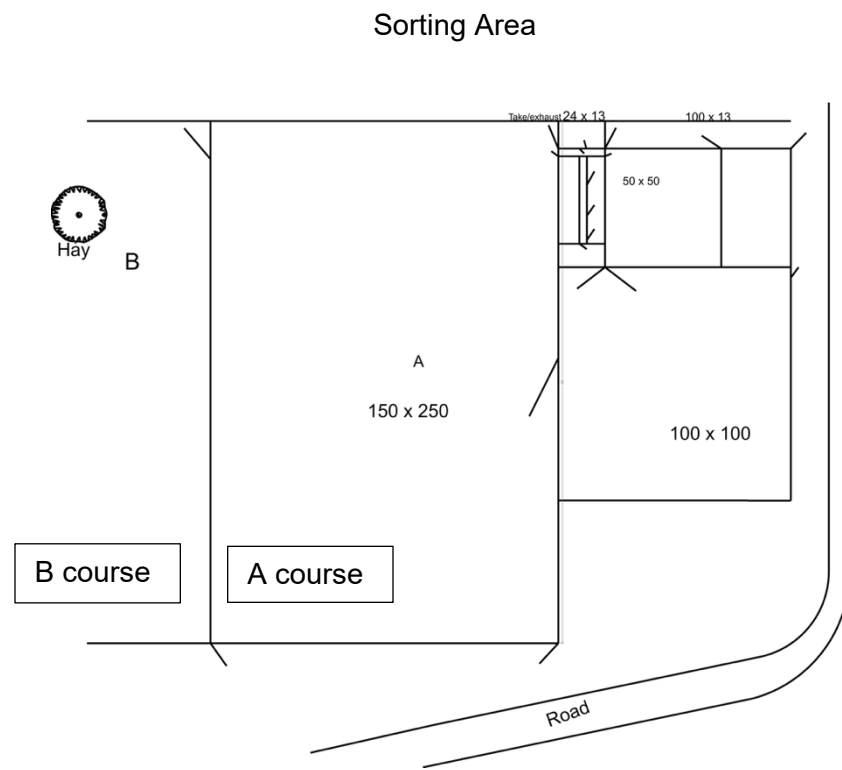 Sorting Area
Take/exhaust 24 x 13
100 x 13
50 x 50
Hay
B
A
150 x 250
100 x 100
B course
A course
Road